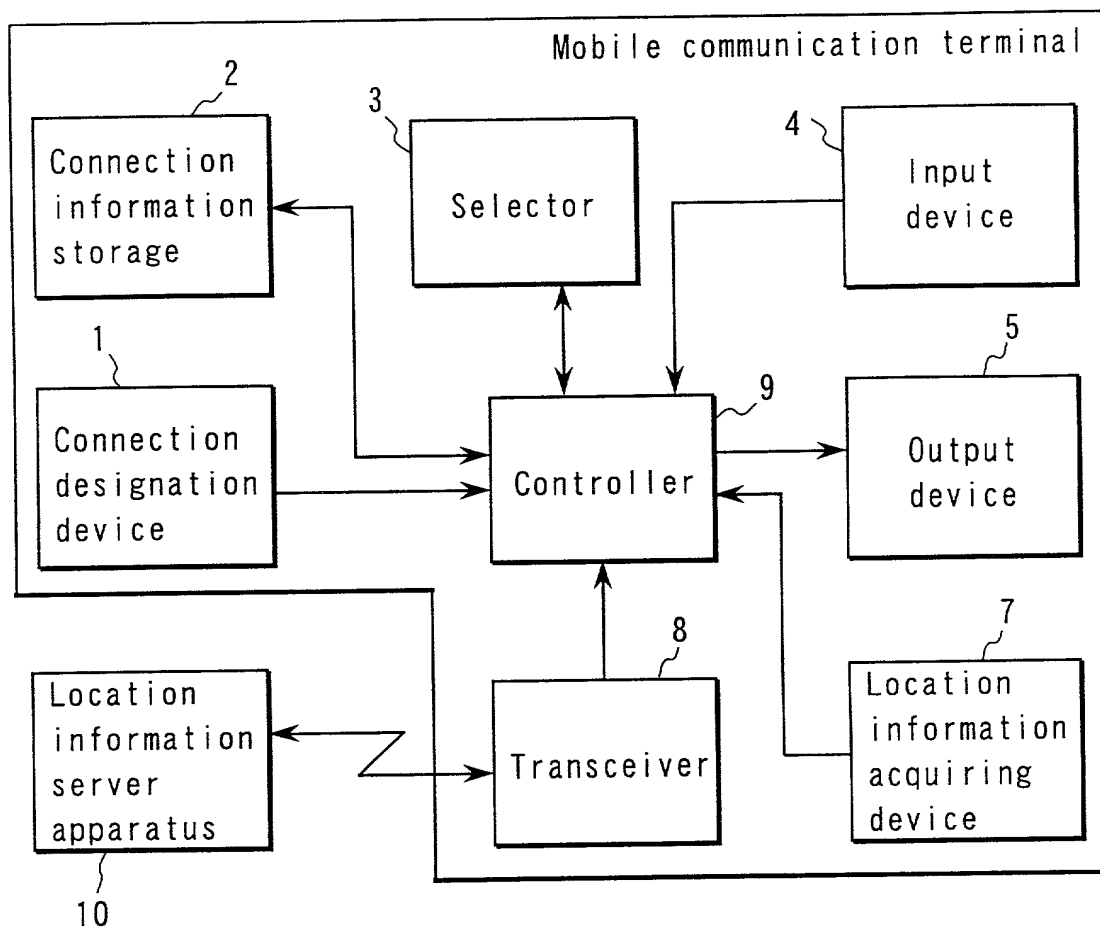 Mobile communication terminal
2
Connection
information
storage
3
Selector
4
Input
device
1
Connection
designation
device
9
Controller
5
Output
device
10
Location
information
server
apparatus
8
Transceiver
7
Location
information
acquiring
device